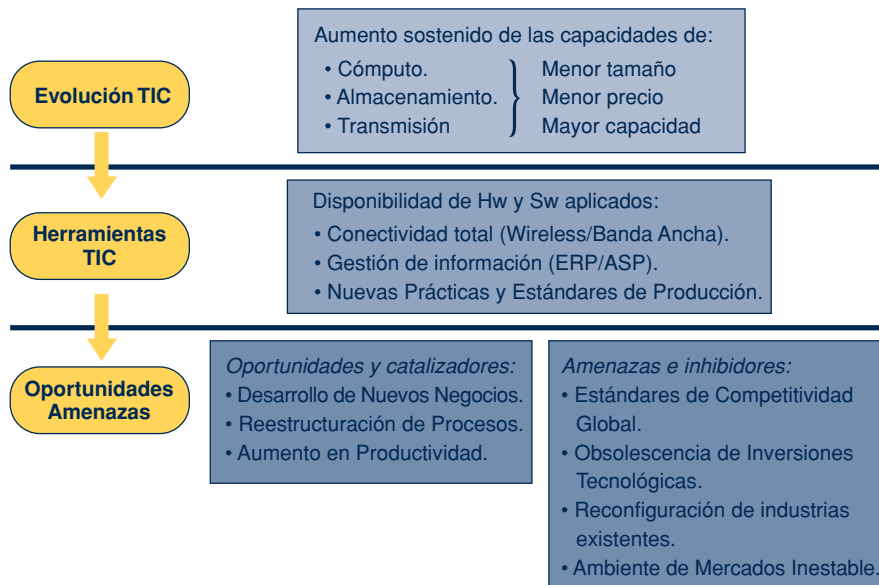 Evolución TIC
Aumento sostenido de las capacidades de:
• Cómputo.
• Almacenamiento.
• Transmisión
Menor tamaño
Menor precio
Mayor capacidad
Herramientas
TIC
Disponibilidad de Hw y Sw aplicados:
• Conectividad total (Wireless/Banda Ancha).
• Gestión de información (ERP/ASP).
• Nuevas Prácticas y Estándares de Producción.
Oportunidades
Amenazas
Oportunidades y catalizadores:
• Desarrollo de Nuevos Negocios.
• Reestructuración de Procesos.
• Aumento en Productividad.
Amenazas e inhibidores:
• Estándares de Competitividad
Global.
• Obsolescencia de Inversiones
Tecnológicas.
• Reconfiguración de industrias
existentes.
• Ambiente de Mercados Inestable.